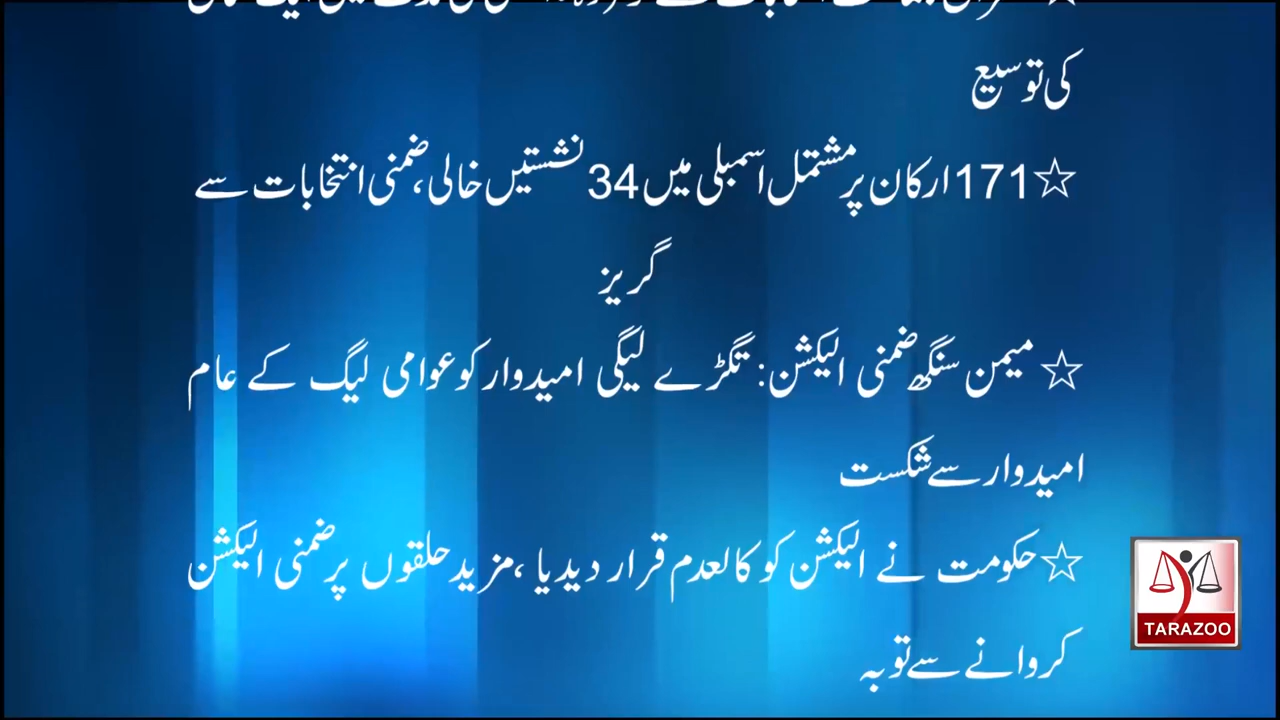 کی توسیع
☆171 ارکان پر مشتمل اسمبلی میں 34 نشستیں خالی، ضمنی انتخابات سے
گریز
☆ میمن سنگھ ضمنی الیکشن: تگڑے لیگی امیدوار کو عوامی لیگ کے عام
امیدوار سے شکست
☆ حکومت نے الیکشن کو کالعدم قرار دیدیا، مزید حلقوں پر ضمنی الیکشن
کروانے سے توبہ
TARAZOO